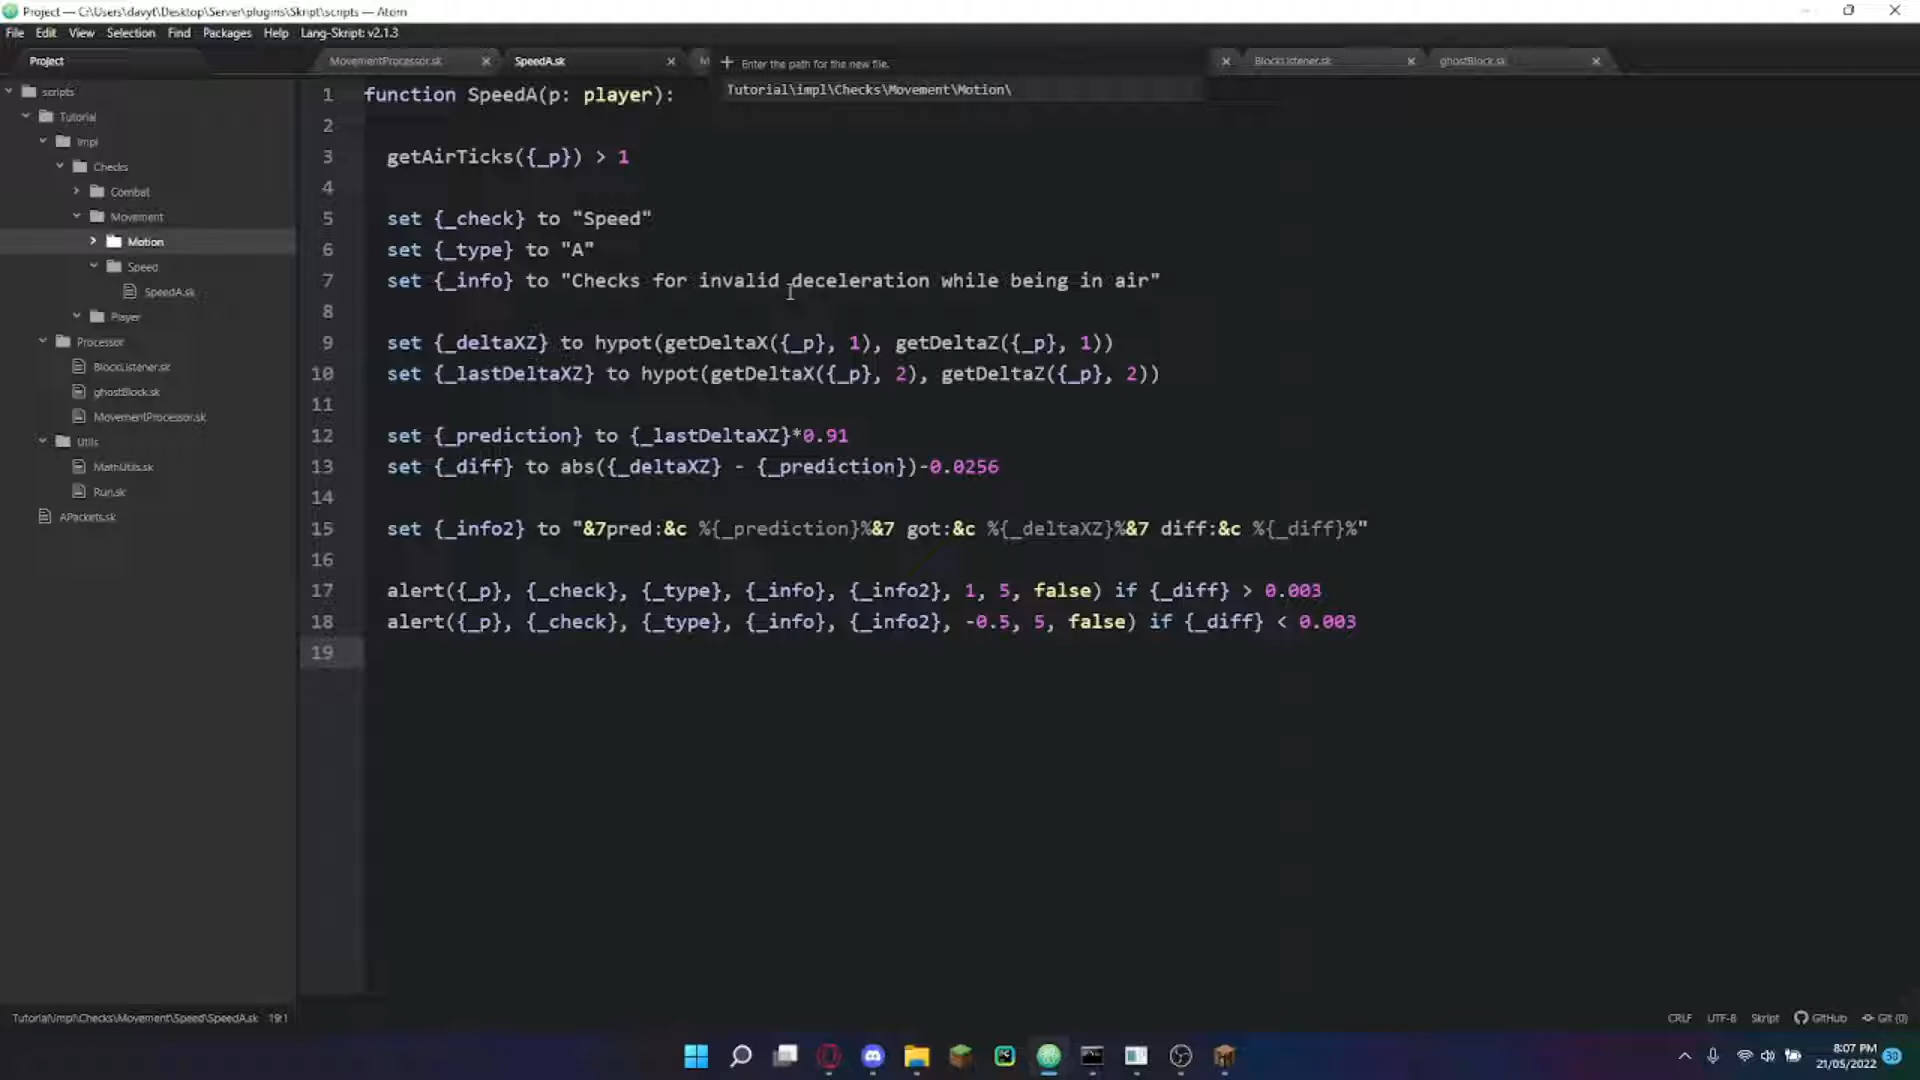 Project — C:\Users\davyt\Desktop\Server\plugins\Skript\scripts — Atom
File Edit View Selection Find Packages Help Lang-Skript: v2.1.3
Project
MovementProcessor.sk
SpeedA.sk
M
Enter the path for the new file.
Tutorial\impl\Checks\Movement\Motion\
BlockListener.sk
ghostBlock.sk
scripts
Tutorial
Impl
Checks
Combat
Movement
Motion
Speed
SpeedA.sk
Player
Processor
BlockListener.sk
ghostBlock.sk
MovementProcessor.sk
Utils
MathUtils.sk
Run.sk
APackets.sk
1 function SpeedA(p: player):
2
3 getAirTicks({_p}) > 1
4
5 set {_check} to "Speed"
6 set {_type} to "A"
7 set {_info} to "Checks for invalid deceleration while being in air"
8
9 set {_deltaXZ} to hypot(getDeltaX({_p}, 1), getDeltaZ({_p}, 1))
10 set {_lastDeltaXZ} to hypot(getDeltaX({_p}, 2), getDeltaZ({_p}, 2))
11
12 set {_prediction} to {_lastDeltaXZ}*0.91
13 set {_diff} to abs({_deltaXZ} - {_prediction})-0.0256
14
15 set {_info2} to "&7pred:&c %{_prediction}%&7 got:&c %{_deltaXZ}%&7 diff:&c %{_diff}%"
16
17 alert({_p}, {_check}, {_type}, {_info}, {_info2}, 1, 5, false) if {_diff} > 0.003
18 alert({_p}, {_check}, {_type}, {_info}, {_info2}, -0.5, 5, false) if {_diff} < 0.003
19
Tutorial\Impl\Checks\Movement\Speed\SpeedA.sk 19:1
CRLF UTF-8 Skript GitHub Git (0)
8:07 PM
21/05/2022